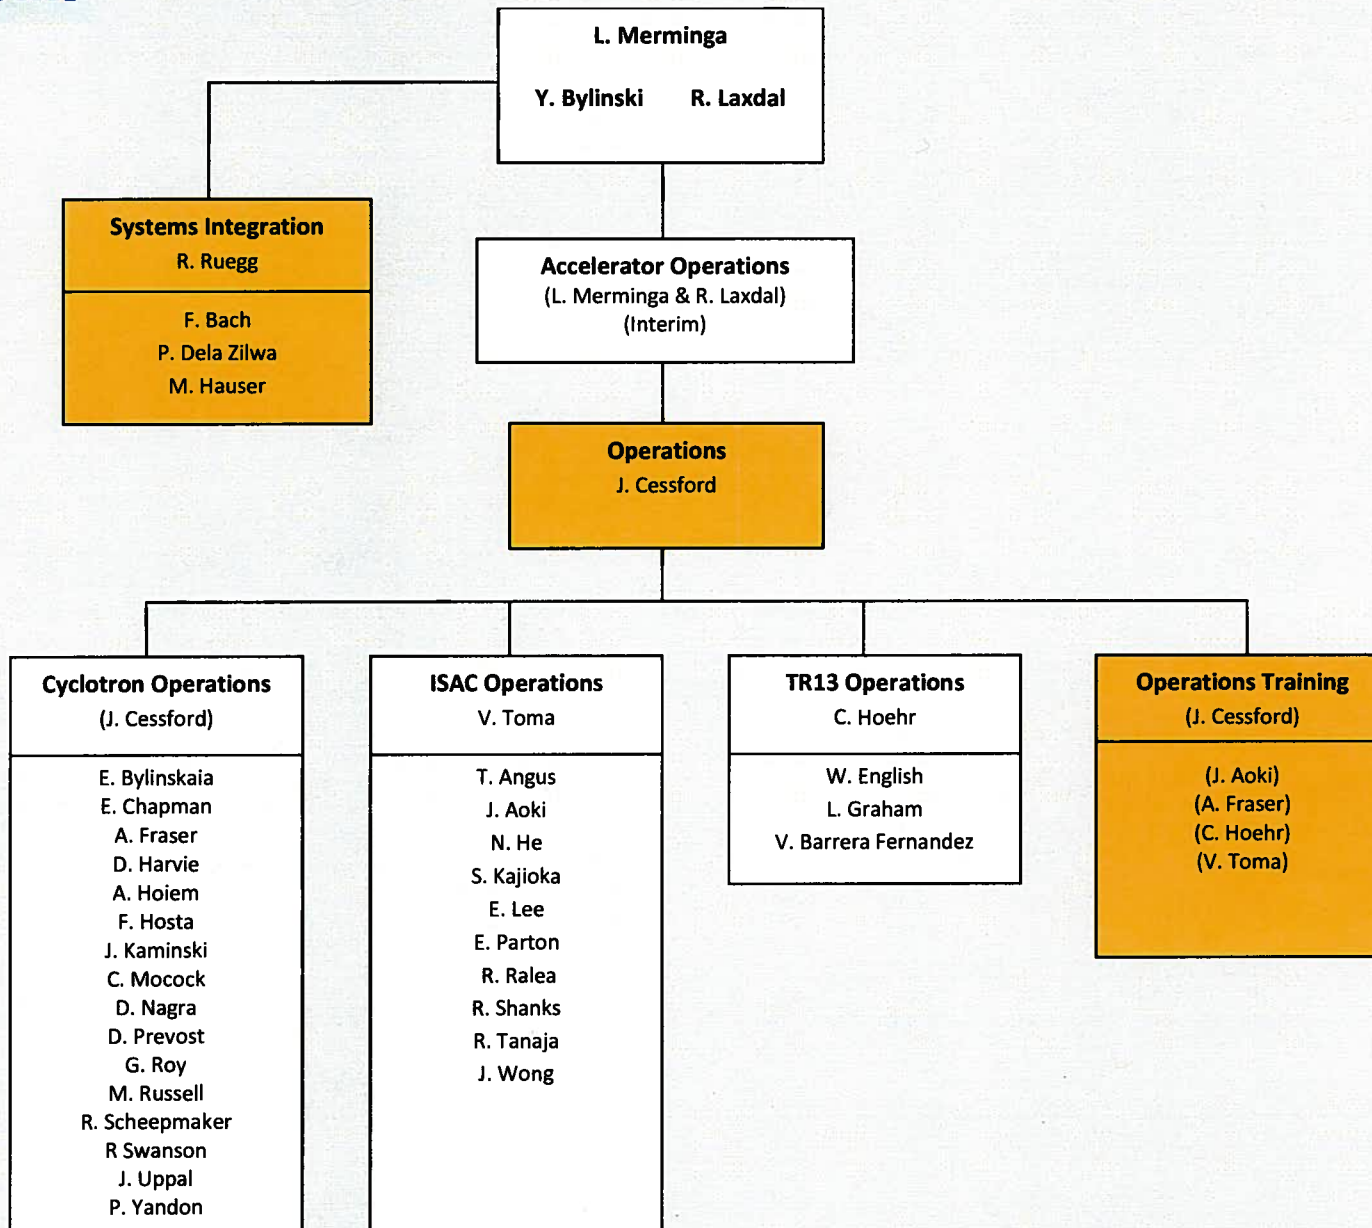 L. Merminga
Y. Bylinski R. Laxdal
Systems Integration
R. Ruegg
F. Bach
P. Dela Zilwa
M. Hauser
Accelerator Operations
(L. Merminga & R. Laxdal)
(Interim)
Operations
J. Cessford
Cyclotron Operations
(J. Cessford)
E. Bylinskaia
E. Chapman
A. Fraser
D. Harvie
A. Hoiem
F. Hosta
J. Kaminski
C. Mocock
D. Nagra
D. Prevost
G. Roy
M. Russell
R. Scheepmaker
R Swanson
J. Uppal
P. Yandon
ISAC Operations
V. Toma
T. Angus
J. Aoki
N. He
S. Kajioka
E. Lee
E. Parton
R. Ralea
R. Shanks
R. Tanaja
J. Wong
TR13 Operations
C. Hoehr
W. English
L. Graham
V. Barrera Fernandez
Operations Training
(J. Cessford)
(J. Aoki)
(A. Fraser)
(C. Hoehr)
(V. Toma)